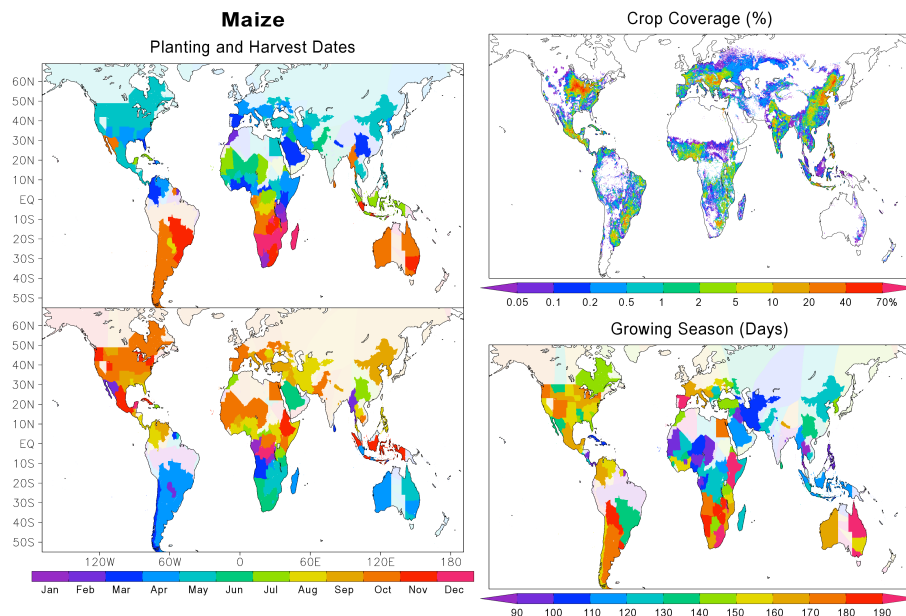 Maize
Planting and Harvest Dates
60N
50N
40N
30N
20N
10N
EQ
10S
20S
30S
40S
50S
60N
50N
40N
30N
20N
10N
EQ
10S
20S
30S
40S
50S
120W 60W 0 60E 120E 180
Jan Feb Mar Apr May Jun Jul Aug Sep Oct Nov Dec
Crop Coverage (%)
0.05 0.1 0.2 0.5 1 2 5 10 20 40 70%
Growing Season (Days)
90 100 110 120 130 140 150 160 170 180 190